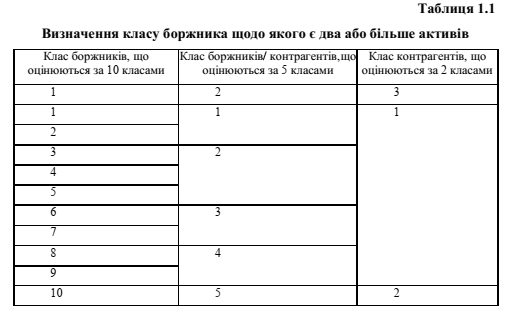 Таблиця 1.1
Визначення класу боржника щодо якого є два або більше активів
Клас боржників, що оцінюються за 10 класами
Клас боржників/ контрагентів,що оцінюються за 5 класами
Клас контрагентів, що оцінюються за 2 класами
1 2 3
1 1 1
2
3 2
4
5
6 3
7
8 4
9
10 5 2